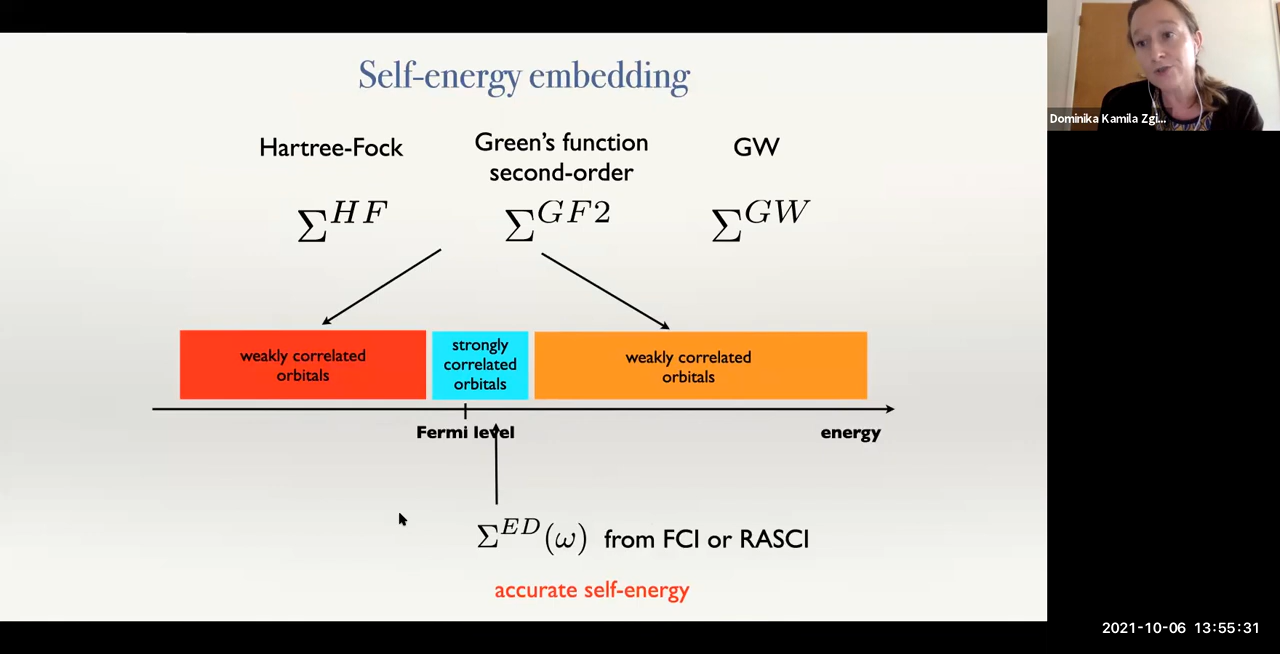 Self-energy embedding
Hartree-Fock
Green's function
second-order
GW
Σ^{HF}
Σ^{GF2}
Σ^{GW}
weakly correlated
orbitals
strongly
correlated
orbitals
weakly correlated
orbitals
Fermi level
energy
Σ^{ED}(ω) from FCI or RASCI
accurate self-energy
Dominika Kamila Zgi...
2021-10-06 13:55:31